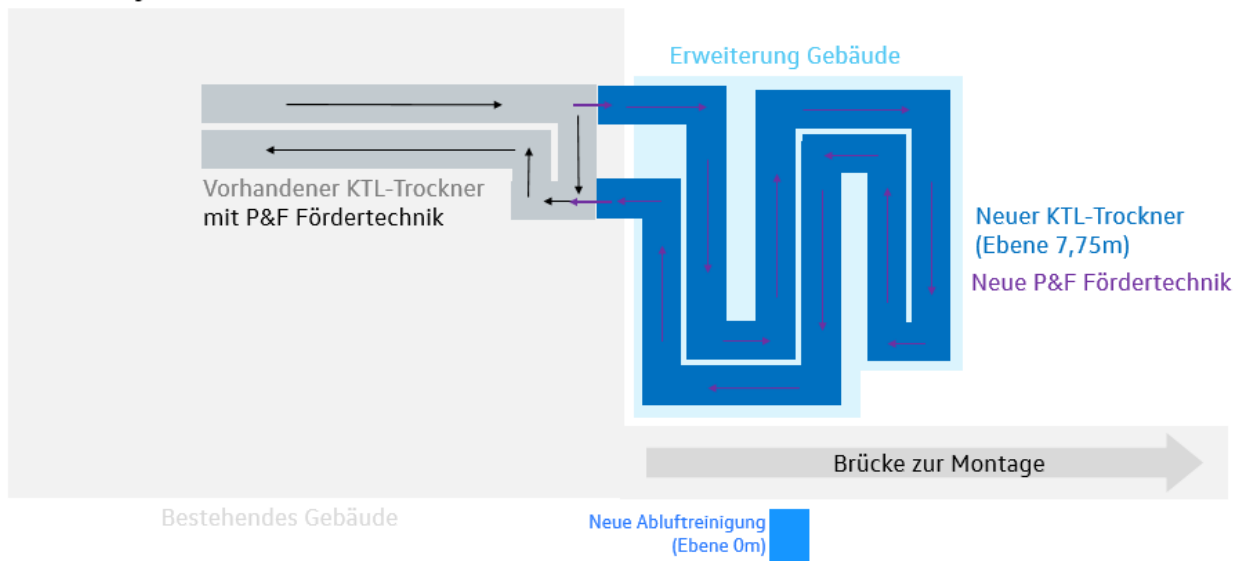 Erweiterung Gebäude
Vorhandener KTL-Trockner
mit P&F Fördertechnik
Neuer KTL-Trockner
(Ebene 7,75m)
Neue P&F Fördertechnik
Brücke zur Montage
Bestehendes Gebäude
Neue Abluftreinigung
(Ebene 0m)